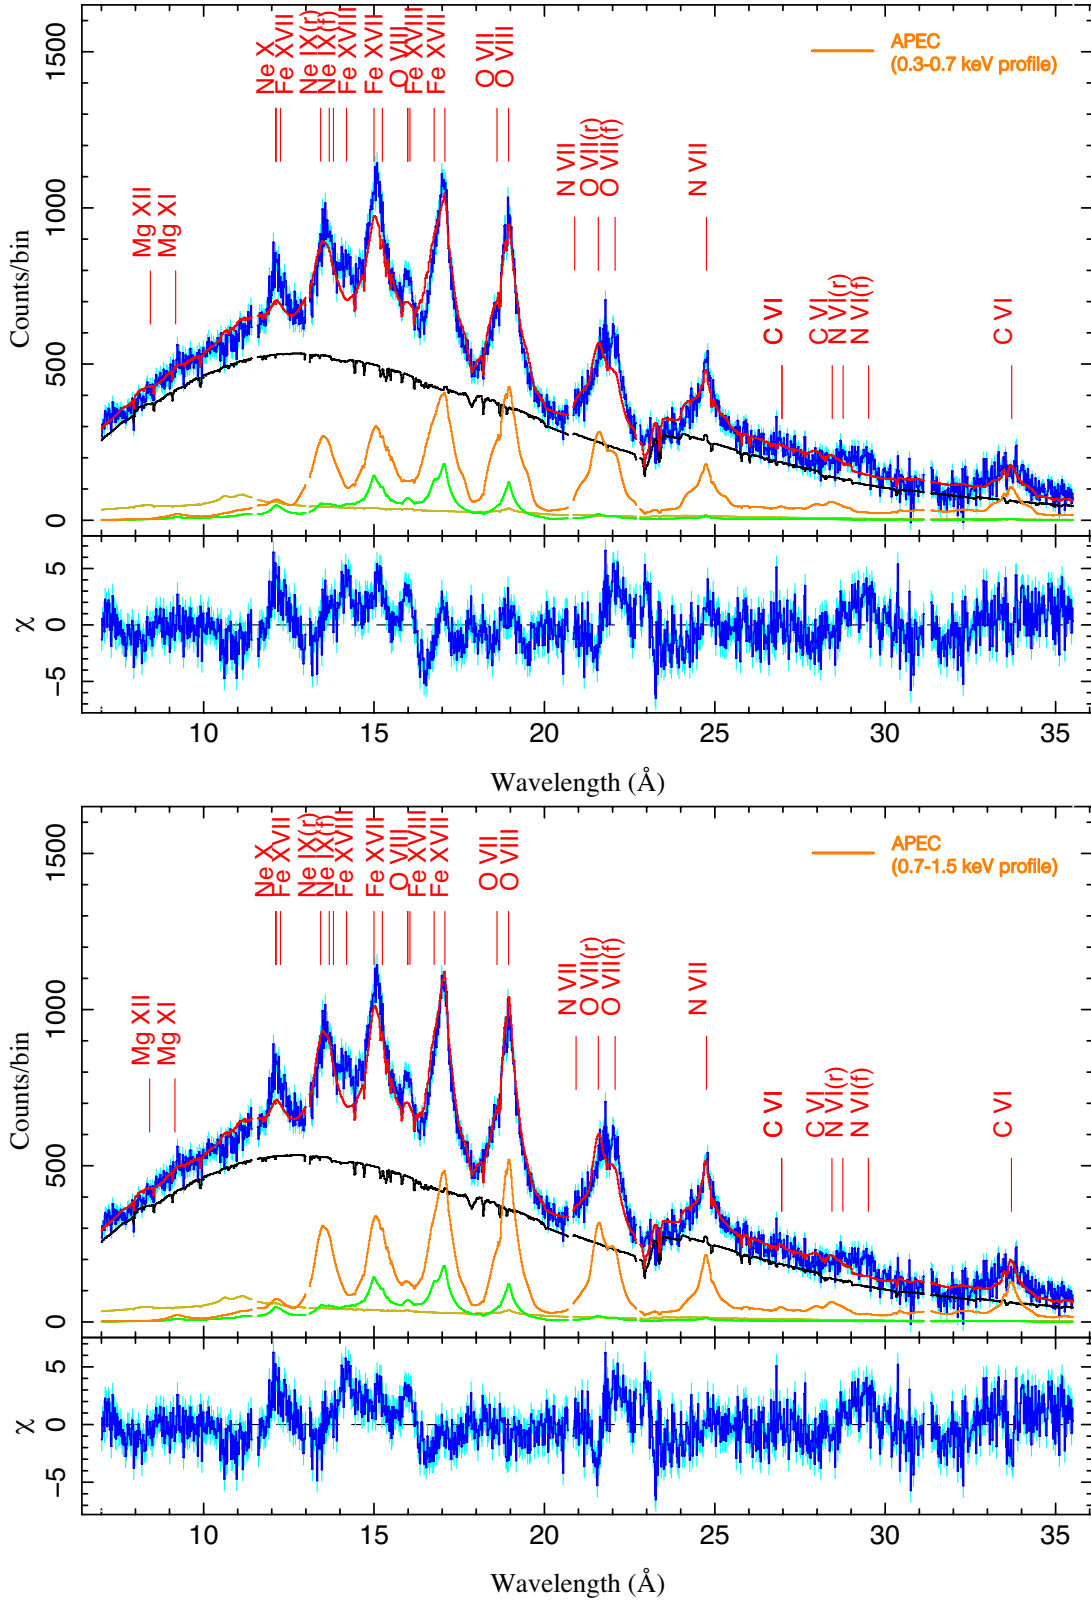 Ne X
Fe XVII
Ne IX(r)
Ne IX(f)
Fe XVIII
Fe XVII
O VIII
Fe XVIII
Fe XVII
O VII
O VIII
APEC
(0.3-0.7 keV profile)
Mg XII
Mg XI
N VII
O VII(r)
O VII(f)
N VII
C VI
C VI
N VI(r)
N VI(f)
C VI
Counts/bin
0
500
1000
1500
χ
−5
0
5
10
15
20
25
30
35
Wavelength (Å)
Ne X
Fe XVII
Ne IX(r)
Ne IX(f)
Fe XVIII
Fe XVII
O VIII
Fe XVIII
Fe XVII
O VII
O VIII
APEC
(0.7-1.5 keV profile)
Mg XII
Mg XI
N VII
O VII(r)
O VII(f)
N VII
C VI
C VI
N VI(r)
N VI(f)
C VI
Counts/bin
0
500
1000
1500
χ
−5
0
5
10
15
20
25
30
35
Wavelength (Å)